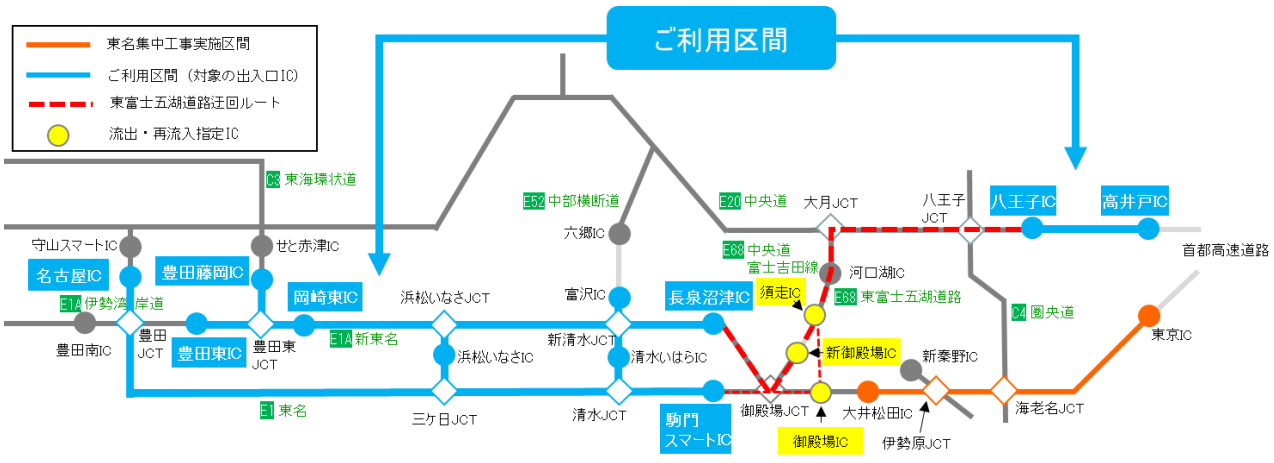 ご利用区間
東名集中工事実施区間
ご利用区間（対象の出入口IC）
東富士五湖道路迂回ルート
流出・再流入指定IC
C3 東海環状道
E52 中部横断道
E20 中央道
大月JCT
八王子
JCT
八王子IC
高井戸IC
守山スマートIC
せと赤津IC
六郷IC
E68 中央道
富士吉田線
河口湖IC
首都高速道路
名古屋IC
豊田藤岡IC
岡崎東IC
浜松いなさJCT
富沢IC
長泉沼津IC
須走IC
E68 東富士五湖道路
C4 圏央道
E1A 伊勢湾岸道
豊田南IC
豊田
JCT
豊田東IC
豊田東
JCT
E1A 新東名
浜松いなさIC
新清水JCT
清水いはらIC
新御殿場IC
新秦野IC
東京IC
E1 東名
三ケ日JCT
清水JCT
駒門
スマートIC
御殿場JCT
御殿場IC
大井松田IC
伊勢原JCT
海老名JCT